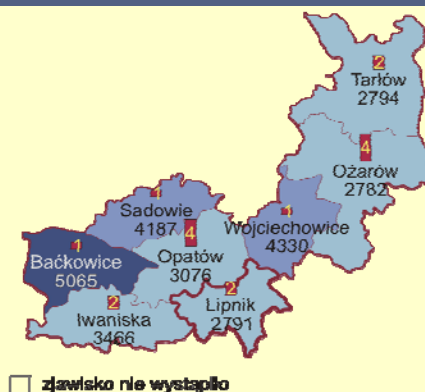 2
Tarłów
2794
4
Ożarów
2782
1
Sadowie
4187
4
Opatów
3076
1
Wojciechowice
4330
1
Baćkowice
5065
2
Iwaniska
3466
2
Lipnik
2791
zjawisko nie wystąpiło